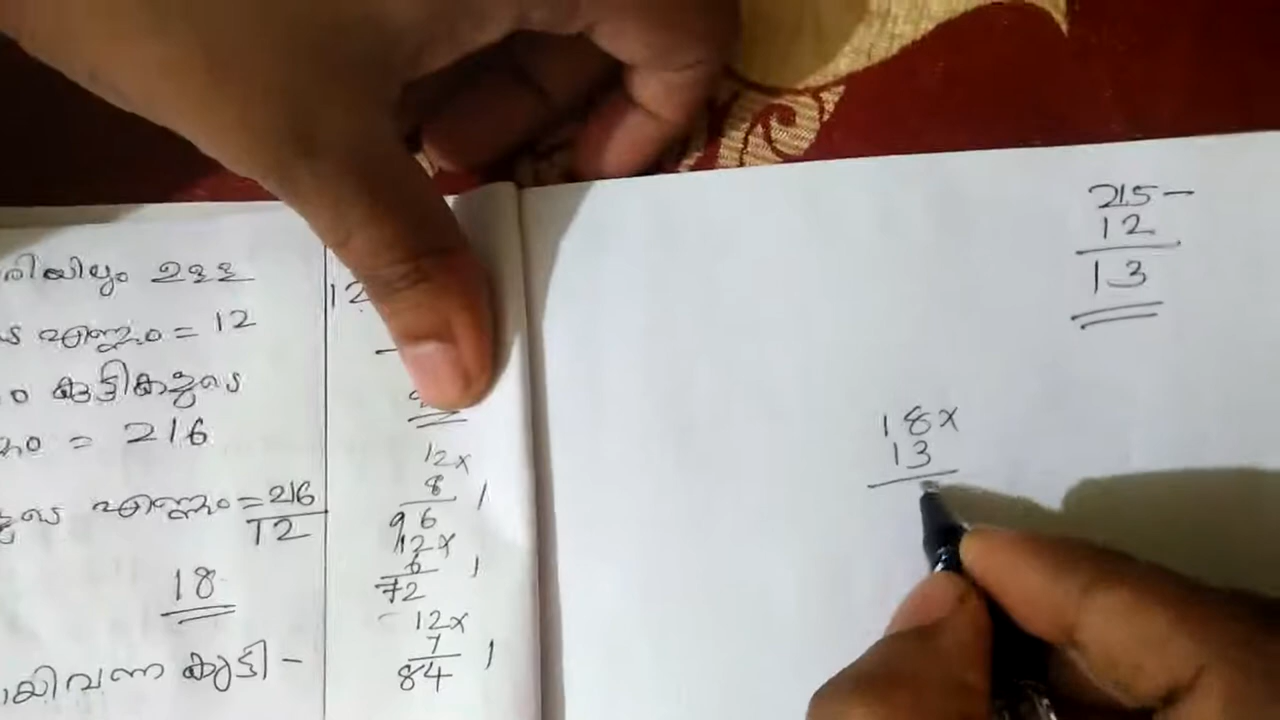 രിയിലും ഉള്ള
എണ്ണം = 12
കുട്ടികളുടെ
= 216
എണ്ണം = 216
12
18
യിവന്ന കുട്ടി -
12
12x
8
96
12x
6
72
12x
7
84
215-
12
13
18x
13